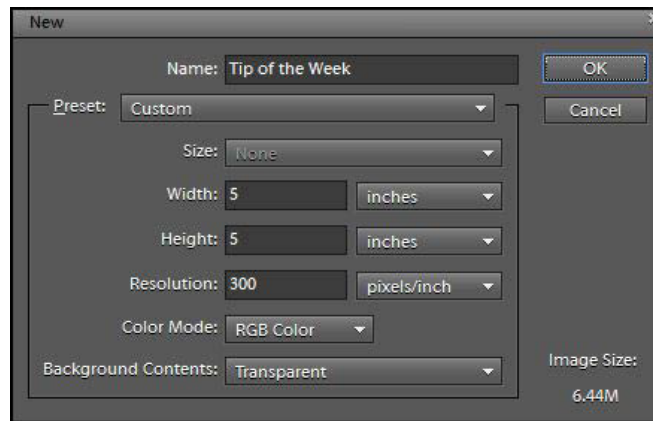 New
Name: Tip of the Week
OK
Preset: Custom
Cancel
Size: None
Width: 5 inches
Height: 5 inches
Resolution: 300 pixels/inch
Color Mode: RGB Color
Background Contents: Transparent
Image Size:
6.44M